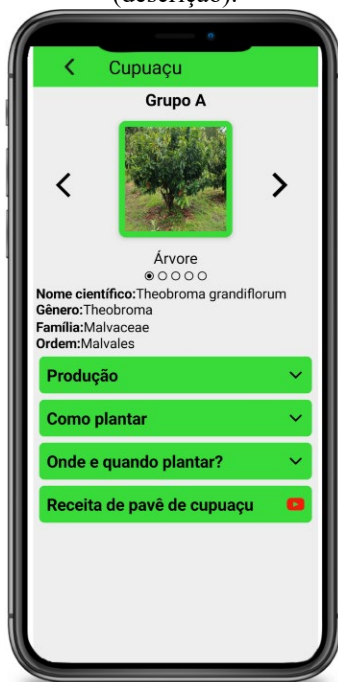 (descrição).
Cupuaçu
Grupo A
Árvore
Nome científico:Theobroma grandiflorum
Gênero:Theobroma
Família:Malvaceae
Ordem:Malvales
Produção
Como plantar
Onde e quando plantar?
Receita de pavê de cupuaçu